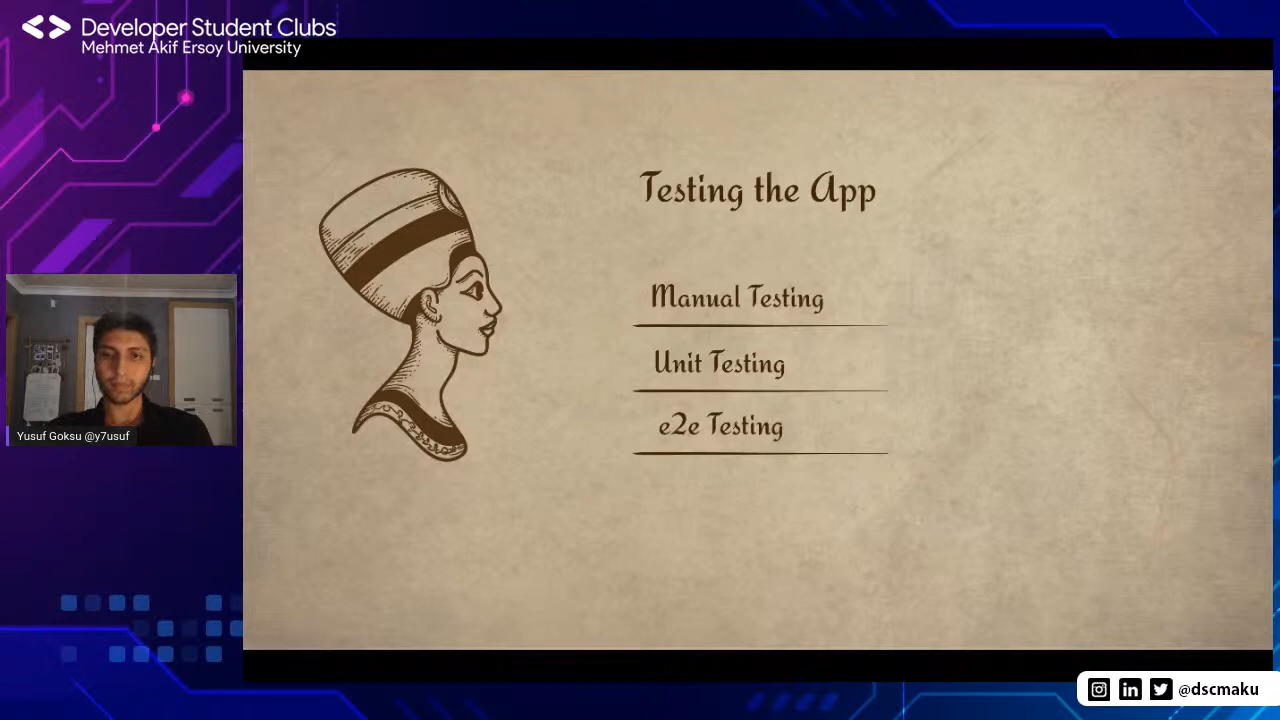 Developer Student Clubs
Mehmet Akif Ersoy University
Testing the App
Manual Testing
Unit Testing
e2e Testing
Yusuf Goksu @y7usuf
@dscmaku